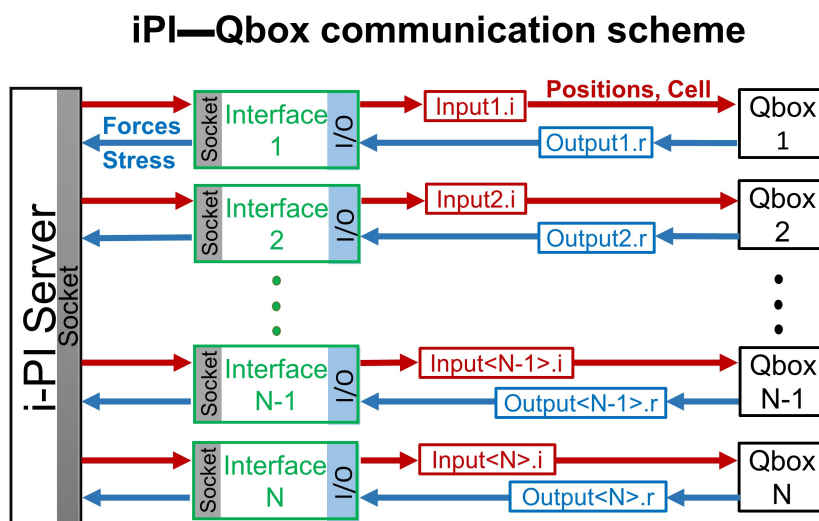 iPI—Qbox communication scheme
i-PI Server
Socket
Forces
Stress
Socket
Interface
1
I/O
Input1.i
Positions, Cell
Output1.r
Qbox
1
Socket
Interface
2
I/O
Input2.i
Output2.r
Qbox
2
Socket
Interface
N-1
I/O
Input<N-1>.i
Output<N-1>.r
Qbox
N-1
Socket
Interface
N
I/O
Input<N>.i
Output<N>.r
Qbox
N